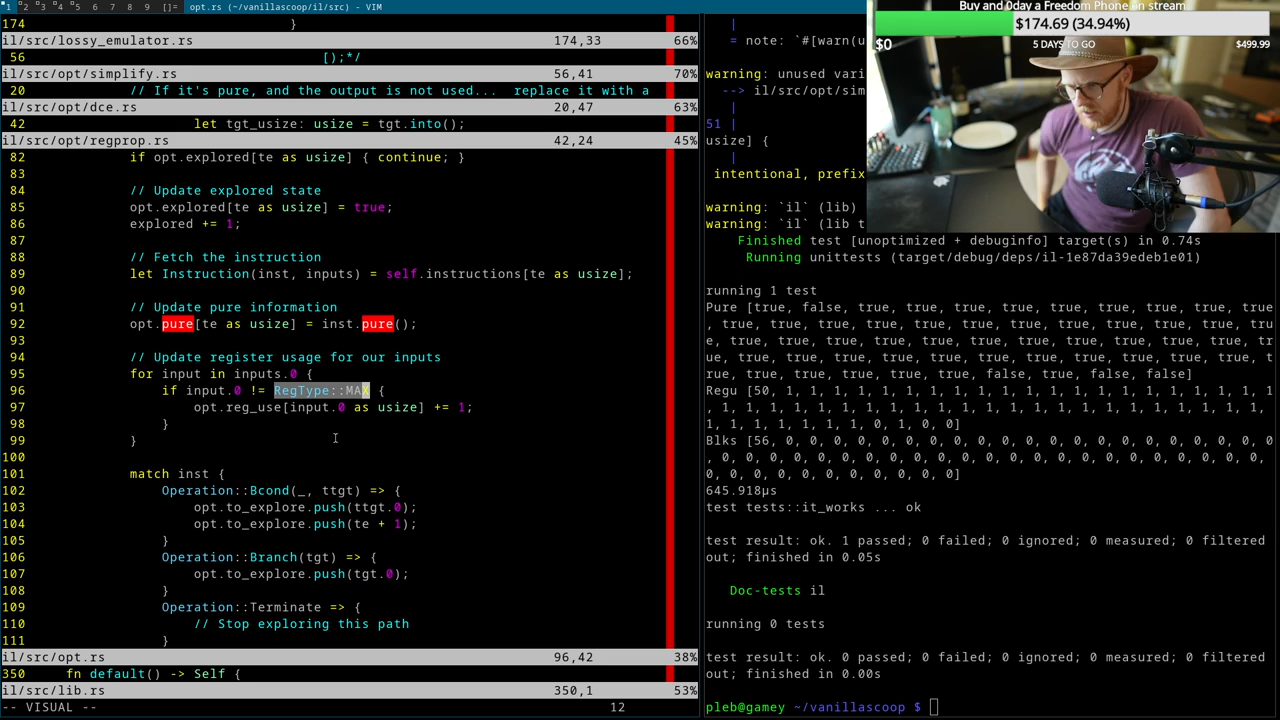 1 2 3 4 5 6 7 8 9 []= opt.rs (~/vanillascoop/il/src) - VIM
174 }
il/src/lossy_emulator.rs 174,33 66%
56 [);*/
il/src/opt/simplify.rs 56,41 70%
20 // If it's pure, and the output is not used... replace it with a
il/src/opt/dce.rs 20,47 63%
42 let tgt_usize: usize = tgt.into();
il/src/opt/regprop.rs 42,24 45%
82 if opt.explored[te as usize] { continue; }
83
84 // Update explored state
85 opt.explored[te as usize] = true;
86 explored += 1;
87
88 // Fetch the instruction
89 let Instruction(inst, inputs) = self.instructions[te as usize];
90
91 // Update pure information
92 opt.pure[te as usize] = inst.pure();
93
94 // Update register usage for our inputs
95 for input in inputs.0 {
96 if input.0 != RegType::MAX {
97 opt.reg_use[input.0 as usize] += 1;
98 }
99 }
100
101 match inst {
102 Operation::Bcond(_, ttgt) => {
103 opt.to_explore.push(ttgt.0);
104 opt.to_explore.push(te + 1);
105 }
106 Operation::Branch(tgt) => {
107 opt.to_explore.push(tgt.0);
108 }
109 Operation::Terminate => {
110 // Stop exploring this path
111 }
il/src/opt.rs 96,42 38%
350 fn default() -> Self {
il/src/lib.rs 350,1 53%
-- VISUAL -- 12
|
= note: `#[warn(u
warning: unused vari
--> il/src/opt/sim
|
51 |
usize] {
|
intentional, prefix
warning: `il` (lib)
warning: `il` (lib t
Finished test [unoptimized + debuginfo] target(s) in 0.74s
Running unittests (target/debug/deps/il-1e87da39edeb1e01)
running 1 test
Pure [true, false, true, true, true, true, true, true, true, true
, true, true, true, true, true, true, true, true, true, true, tru
e, true, true, true, true, true, true, true, true, true, true, tr
ue, true, true, true, true, true, true, true, true, true, true, t
rue, true, true, true, true, true, false, true, false, false]
Regu [50, 1, 1, 1, 1, 1, 1, 1, 1, 1, 1, 1, 1, 1, 1, 1, 1, 1, 1, 1
, 1, 1, 1, 1, 1, 1, 1, 1, 1, 1, 1, 1, 1, 1, 1, 1, 1, 1, 1, 1, 1,
1, 1, 1, 1, 1, 1, 1, 0, 1, 0, 0]
Blks [56, 0, 0, 0, 0, 0, 0, 0, 0, 0, 0, 0, 0, 0, 0, 0, 0, 0, 0, 0
, 0, 0, 0, 0, 0, 0, 0, 0, 0, 0, 0, 0, 0, 0, 0, 0, 0, 0, 0, 0, 0,
0, 0, 0, 0, 0, 0, 0, 0, 0, 0, 0]
645.918µs
test tests::it_works ... ok
test result: ok. 1 passed; 0 failed; 0 ignored; 0 measured; 0 filtered
out; finished in 0.05s
Doc-tests il
running 0 tests
test result: ok. 0 passed; 0 failed; 0 ignored; 0 measured; 0 filtered
out; finished in 0.00s
pleb@gamey ~/vanillascoop $
Buy and 0day a Freedom Phone on stream
$174.69 (34.94%)
$0 5 DAYS TO GO $499.99